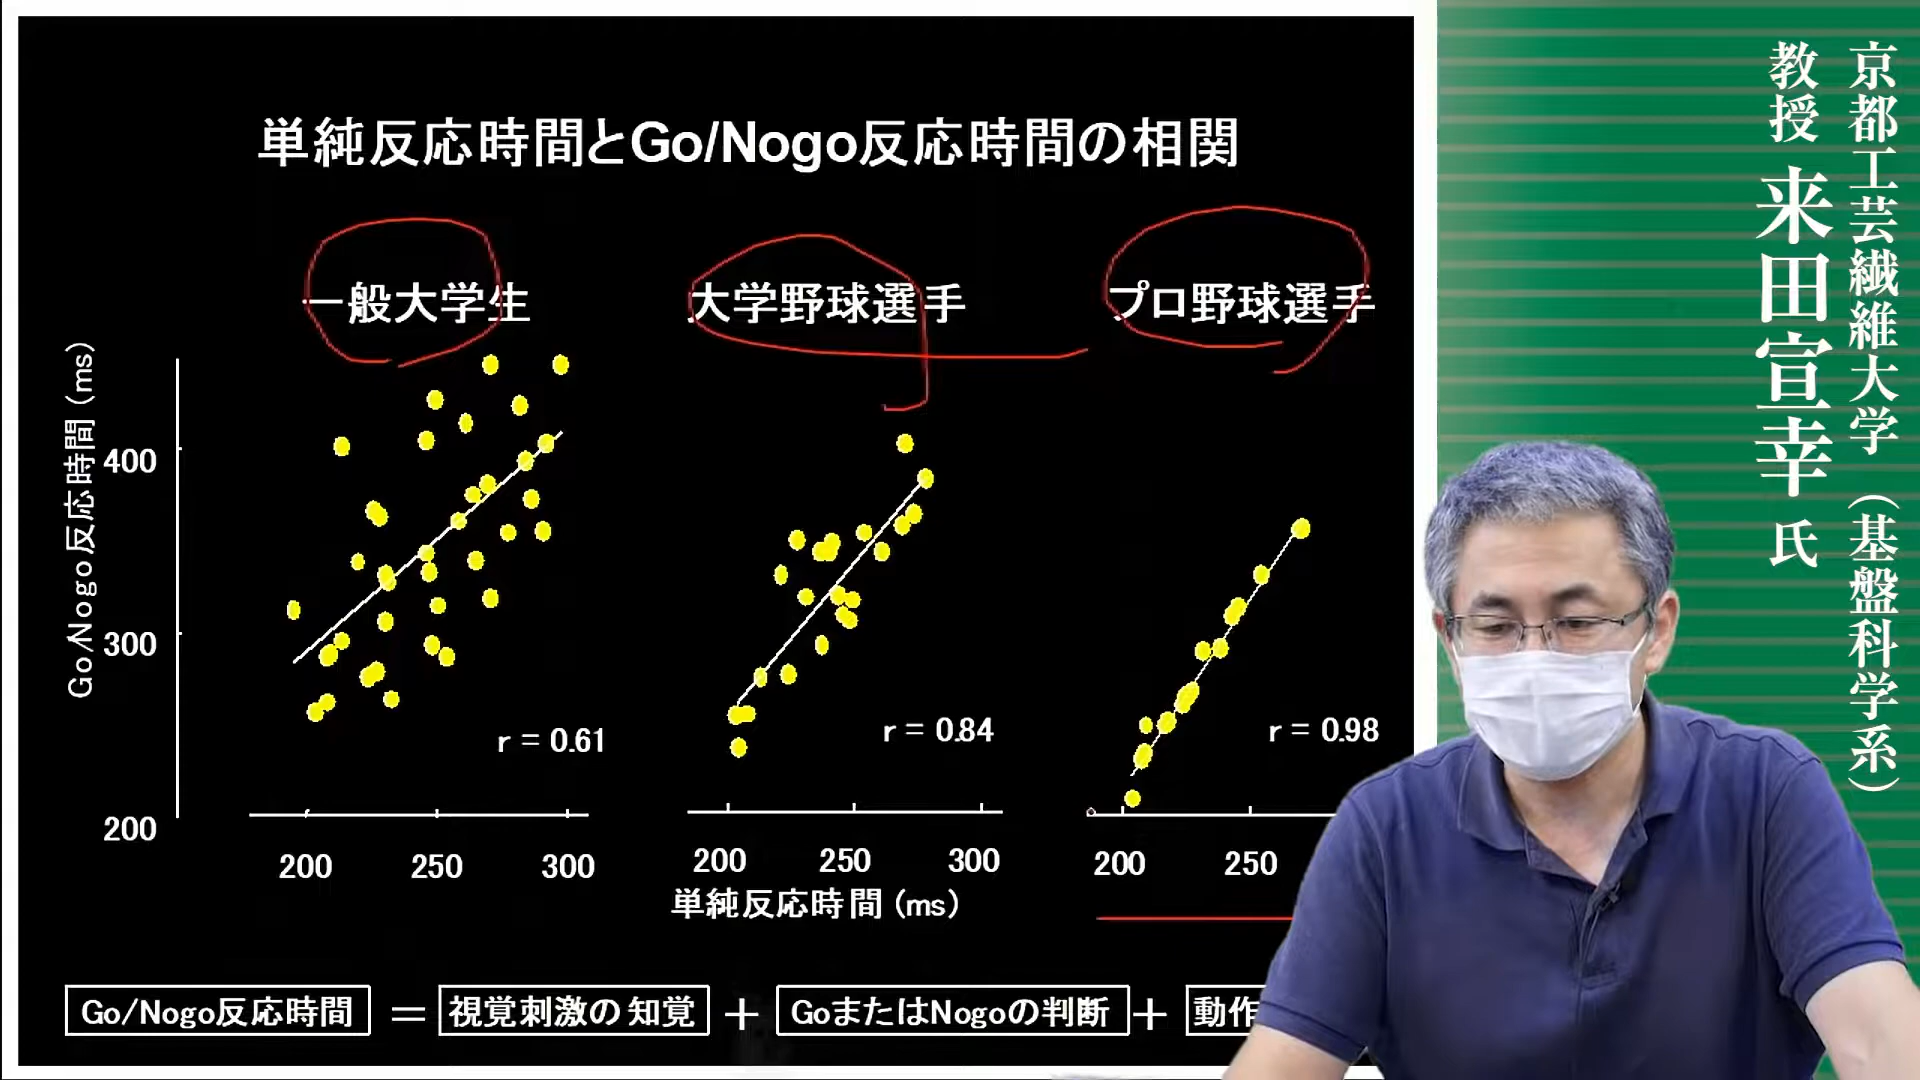 単純反応時間とGo/Nogo反応時間の相関
一般大学生
大学野球選手
プロ野球選手
Go/Nogo反応時間 (ms)
400
300
200
r = 0.61
r = 0.84
r = 0.98
200 250 300
200 250 300
200 250
単純反応時間 (ms)
Go/Nogo反応時間 = 視覚刺激の知覚 + GoまたはNogoの判断 + 動作
京都工芸繊維大学(基盤科学系)
教授 来田宣幸 氏